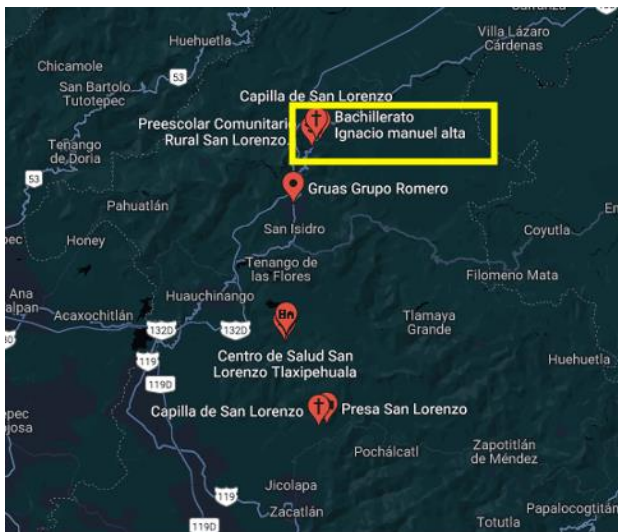 130
Villa Lázaro
Cárdenas
Huehuetla
Chicamole
53
San Bartolo
Tutotepec
Capilla de San Lorenzo
Bachillerato
Ignacio manuel alta
Preescolar Comunitario
Rural San Lorenzo.
Tenango
de Doria
53
Gruas Grupo Romero
Pahuatlán
San Isidro
Coyutla
Honey
Tenango de
las Flores
Filomeno Mata
Ana
Huauchinango
Acaxochitlán
132D
132D
Tlamaya
Grande
119
Centro de Salud San
Lorenzo Tlaxipehuala
Huehuetla
119D
Capilla de San Lorenzo
Presa San Lorenzo
Pochálcatl
Zapotitlán
de Méndez
Jicolapa
119
Zacatlán
Papalocogtitán
119D
Totutla